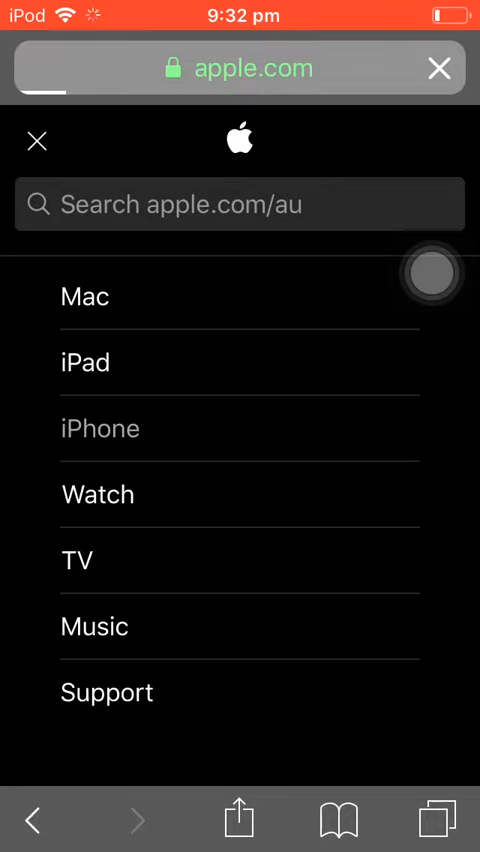 iPod 9:32 pm
apple.com
Search apple.com/au
Mac
iPad
iPhone
Watch
TV
Music
Support